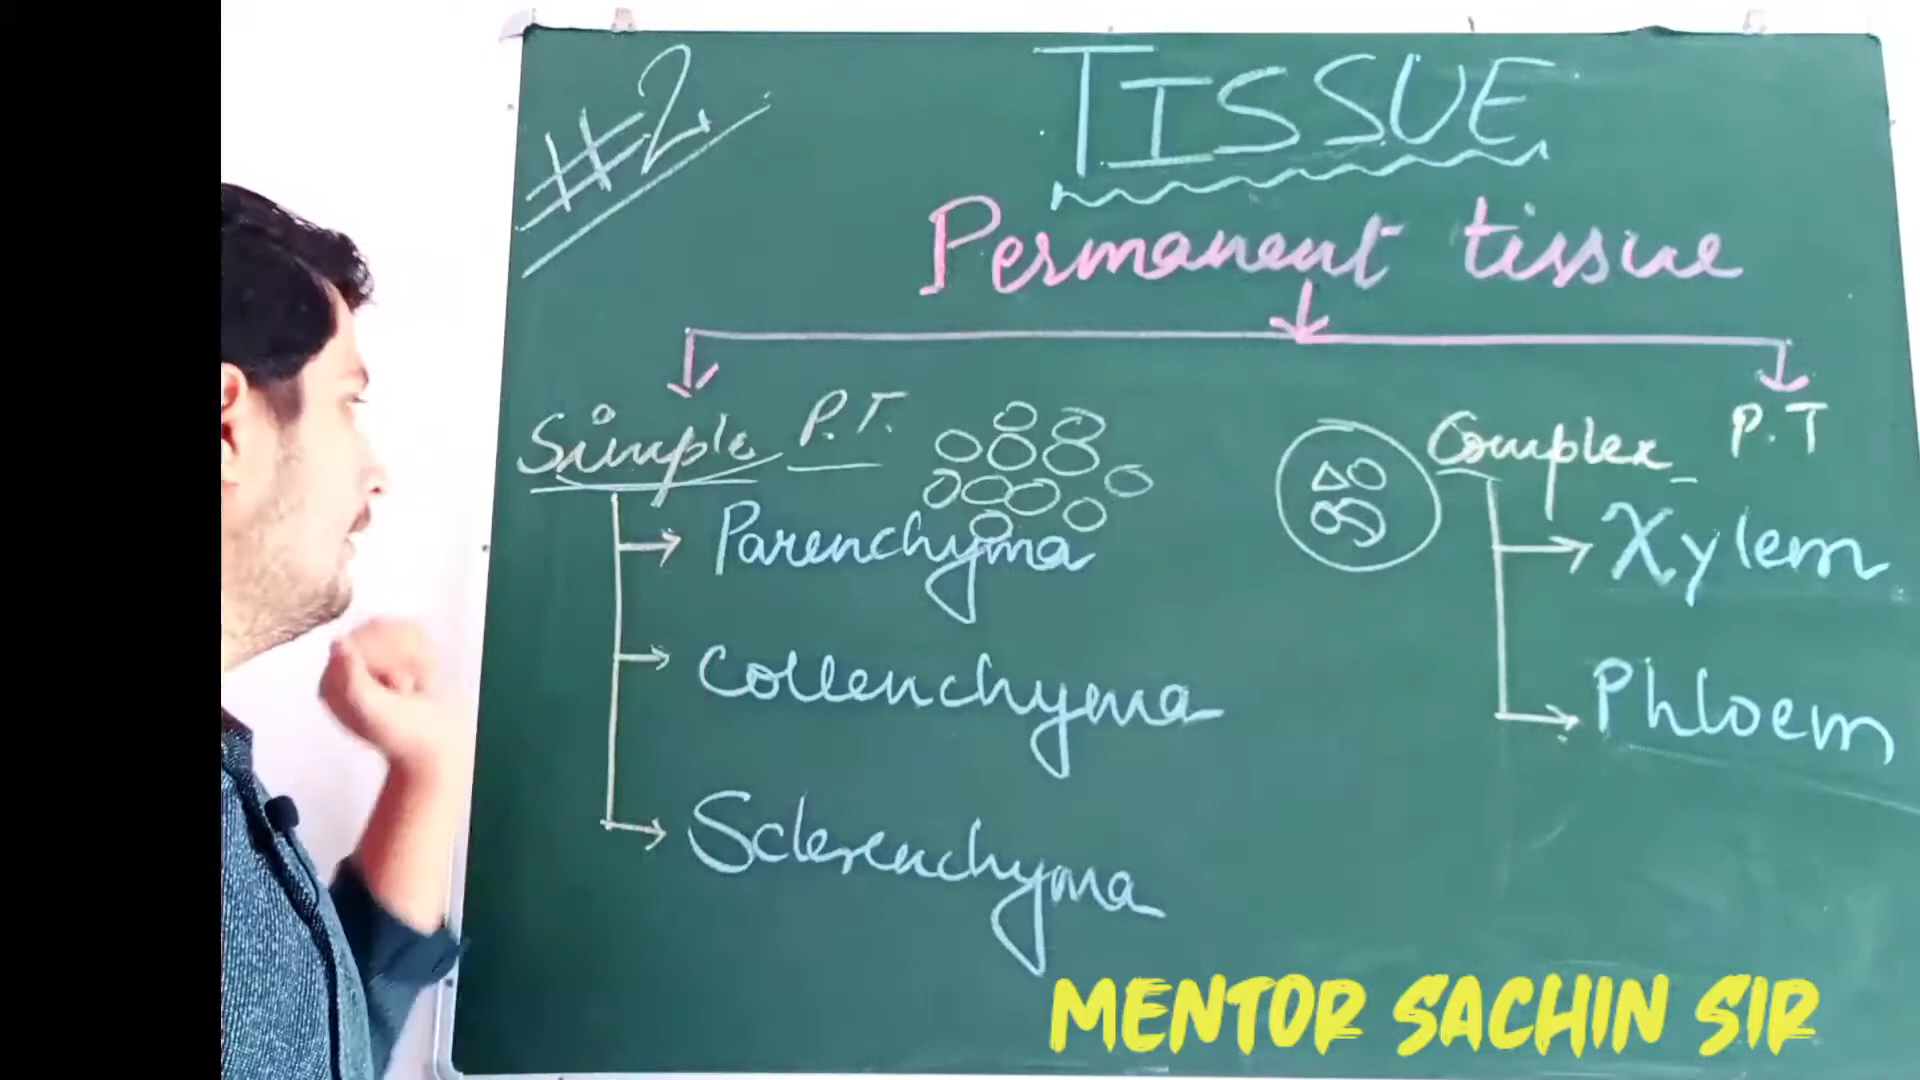 #2
TISSUE
Permanent tissue
Simple P.T.
Parenchyma
Collenchyma
Sclerenchyma
Complex P.T
Xylem
Phloem
MENTOR SACHIN SIR